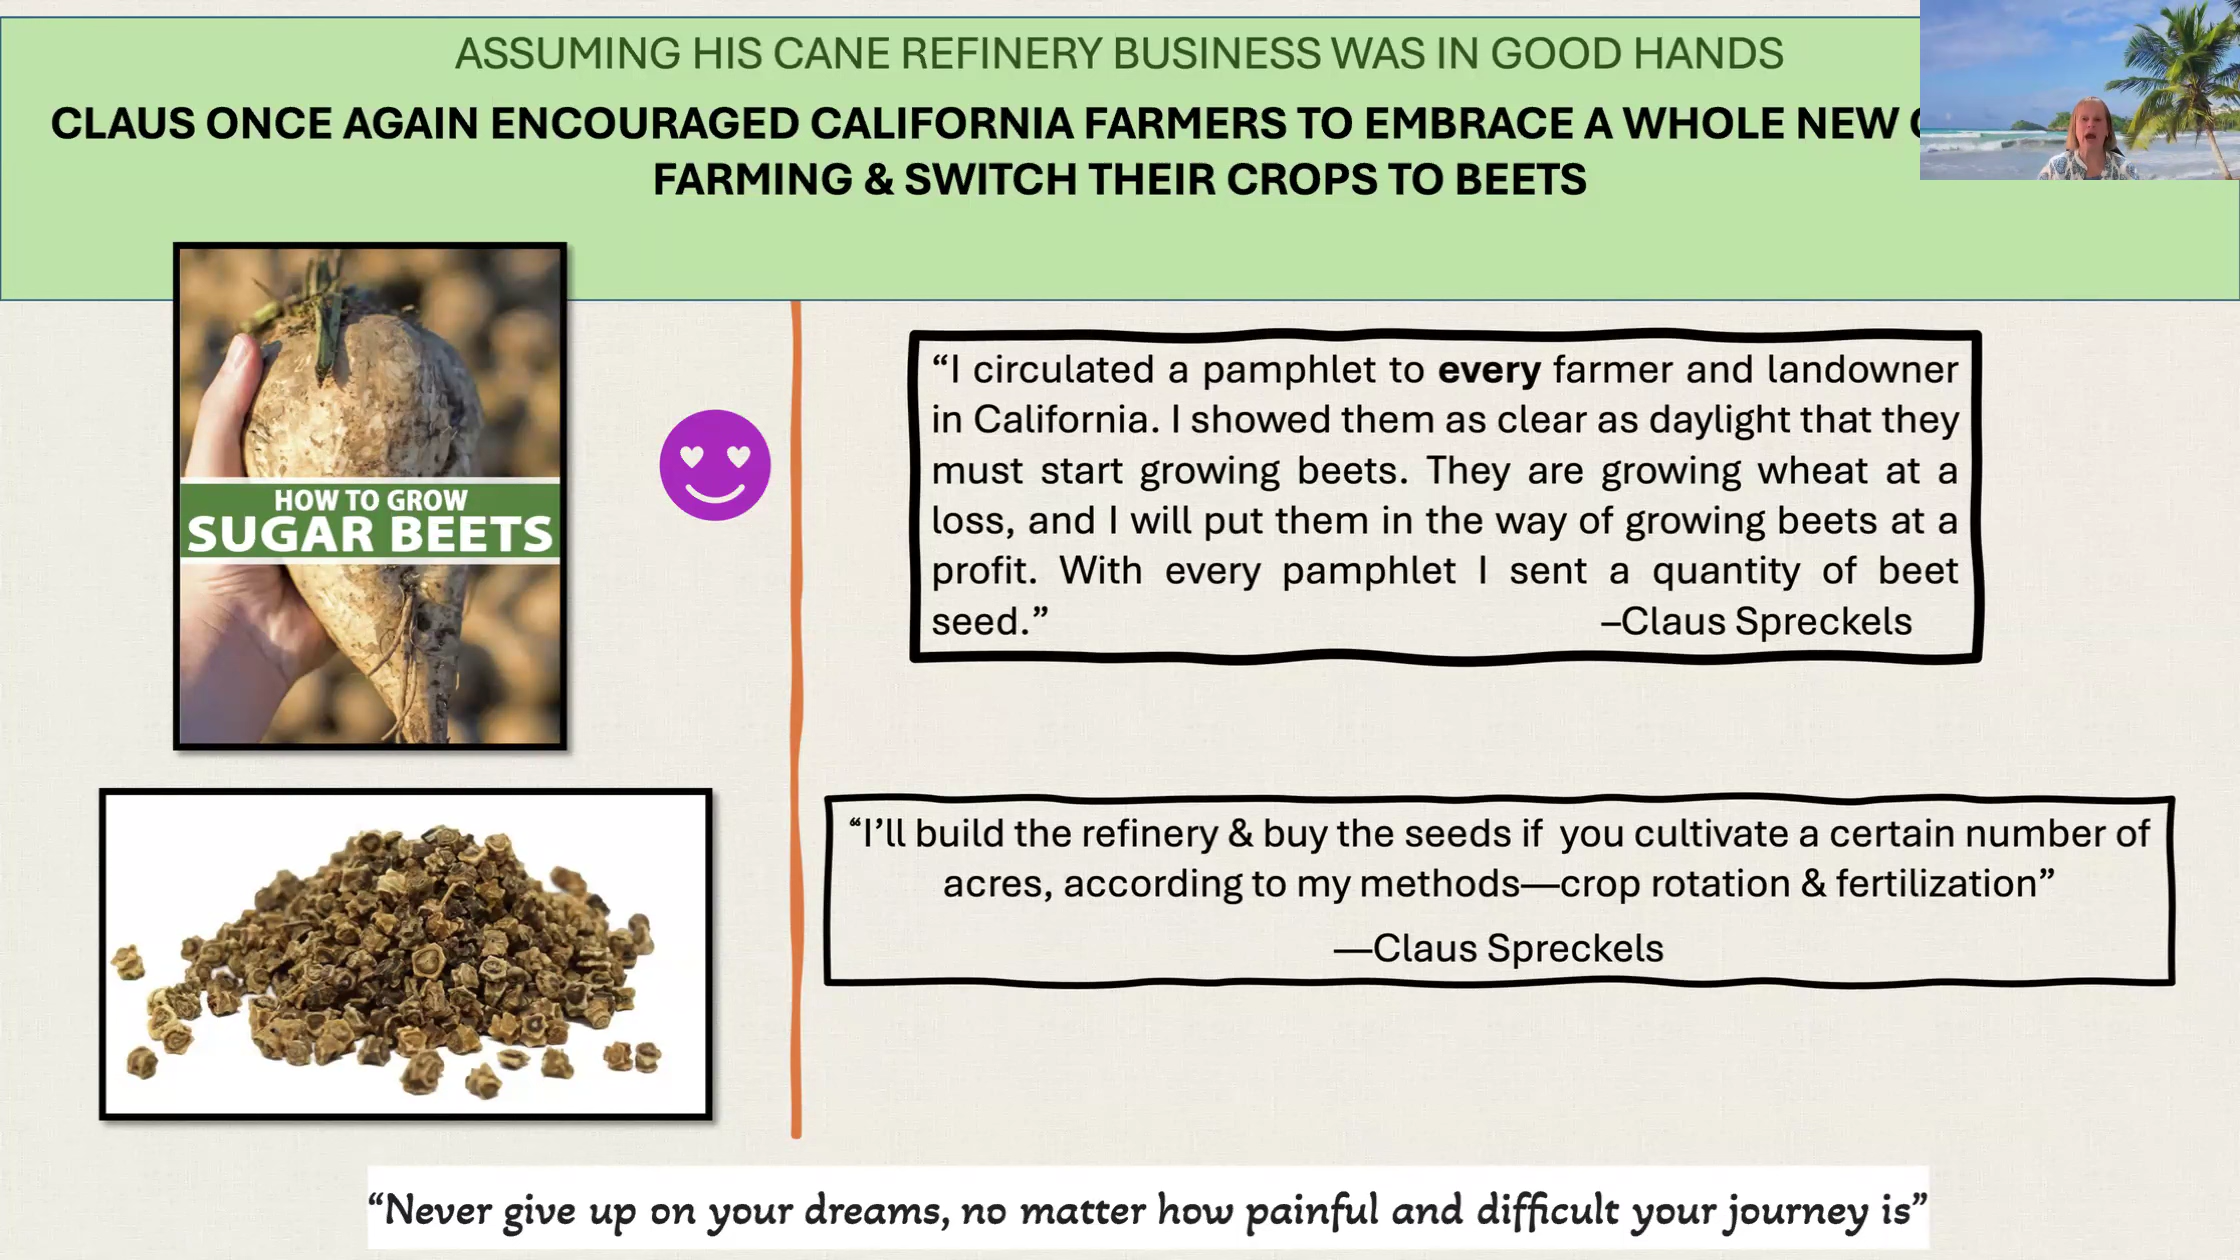 ASSUMING HIS CANE REFINERY BUSINESS WAS IN GOOD HANDS
CLAUS ONCE AGAIN ENCOURAGED CALIFORNIA FARMERS TO EMBRACE A WHOLE NEW
FARMING & SWITCH THEIR CROPS TO BEETS
HOW TO GROW
SUGAR BEETS
“I circulated a pamphlet to every farmer and landowner
in California. I showed them as clear as daylight that they
must start growing beets. They are growing wheat at a
loss, and I will put them in the way of growing beets at a
profit. With every pamphlet I sent a quantity of beet
seed.” –Claus Spreckels
“I’ll build the refinery & buy the seeds if you cultivate a certain number of
acres, according to my methods—crop rotation & fertilization”
—Claus Spreckels
“Never give up on your dreams, no matter how painful and difficult your journey is”